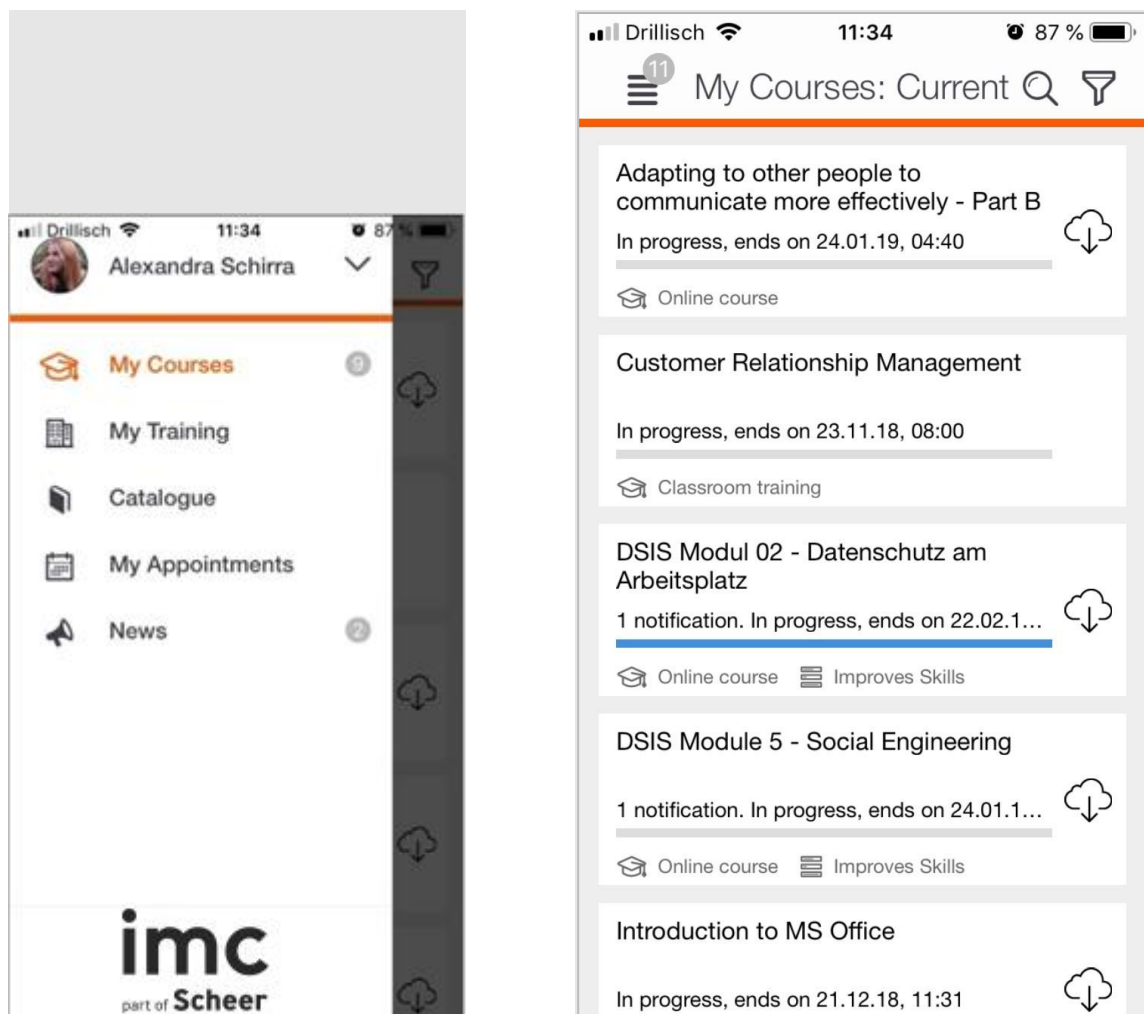 Drillisch 11:34 87 %
Alexandra Schirra
My Courses 9
My Training
Catalogue
My Appointments
News 2
imc
part of Scheer
Drillisch 11:34 87 %
11
My Courses: Current
Adapting to other people to
communicate more effectively - Part B
In progress, ends on 24.01.19, 04:40
Online course
Customer Relationship Management
In progress, ends on 23.11.18, 08:00
Classroom training
DSIS Modul 02 - Datenschutz am
Arbeitsplatz
1 notification. In progress, ends on 22.02.1...
Online course Improves Skills
DSIS Module 5 - Social Engineering
1 notification. In progress, ends on 24.01.1...
Online course Improves Skills
Introduction to MS Office
In progress, ends on 21.12.18, 11:31